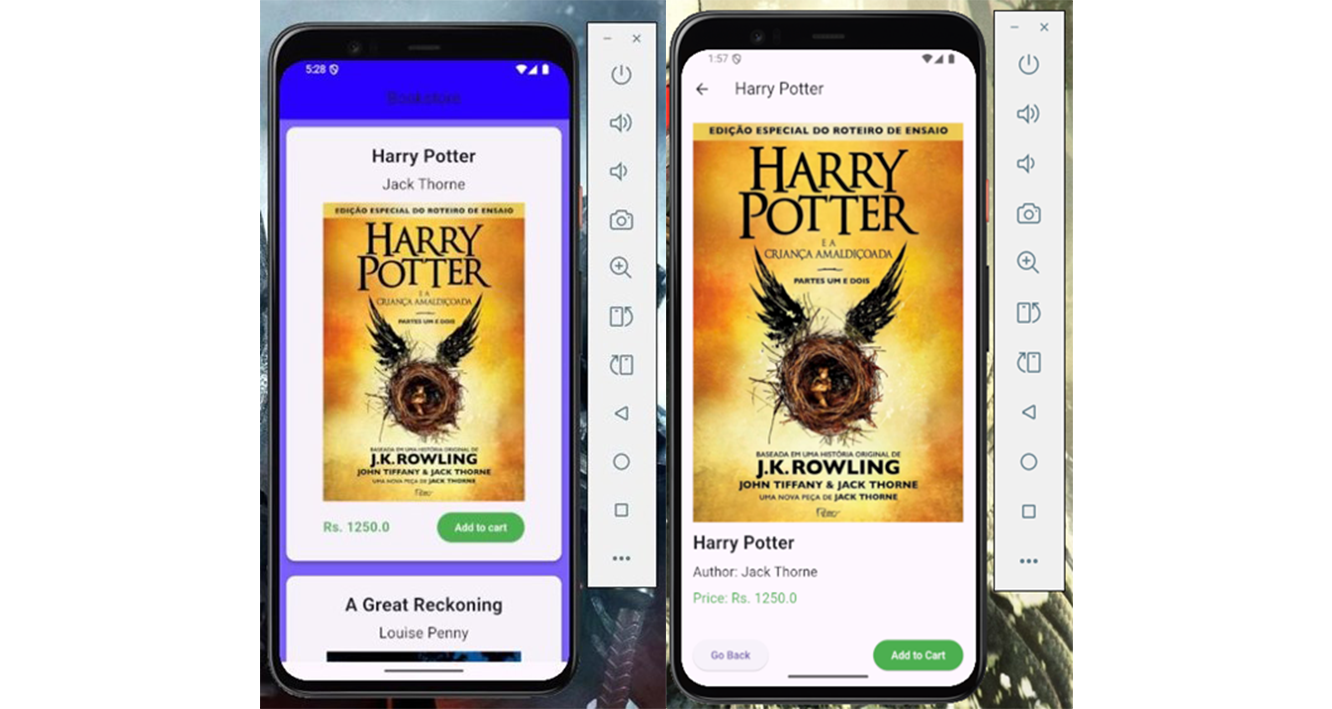 5:28
Bookstore
Harry Potter
Jack Thorne
EDIÇÃO ESPECIAL DO ROTEIRO DE ENSAIO
HARRY
POTTER
E A
CRIANÇA AMALDIÇOADA
PARTES UM E DOIS
BASEADA EM UMA HISTÓRIA ORIGINAL DE
J.K. ROWLING
JOHN TIFFANY & JACK THORNE
UMA NOVA PEÇA DE JACK THORNE
Rs. 1250.0
Add to cart
A Great Reckoning
Louise Penny
1:57
Harry Potter
EDIÇÃO ESPECIAL DO ROTEIRO DE ENSAIO
HARRY
POTTER
E A
CRIANÇA AMALDIÇOADA
PARTES UM E DOIS
BASEADA EM UMA HISTÓRIA ORIGINAL DE
J.K. ROWLING
JOHN TIFFANY & JACK THORNE
UMA NOVA PEÇA DE JACK THORNE
Harry Potter
Author: Jack Thorne
Price: Rs. 1250.0
Go Back
Add to Cart